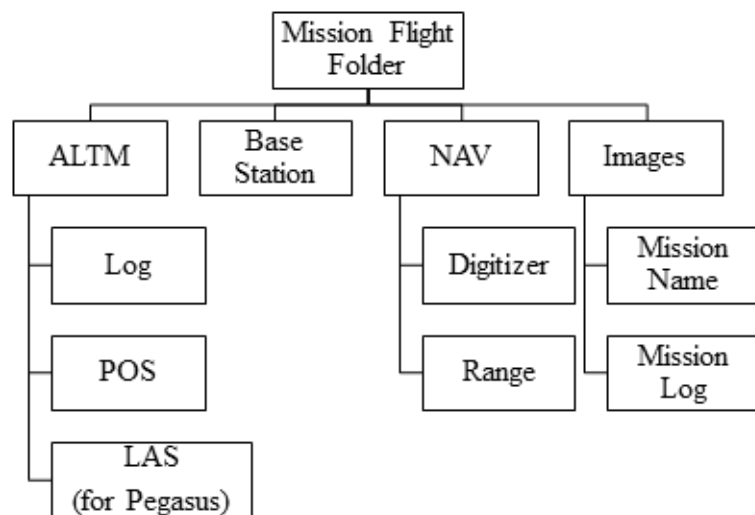 Mission Flight
Folder
ALTM
Base
Station
NAV
Images
Log
Digitizer
Mission
Name
POS
Range
Mission
Log
LAS
(for Pegasus)